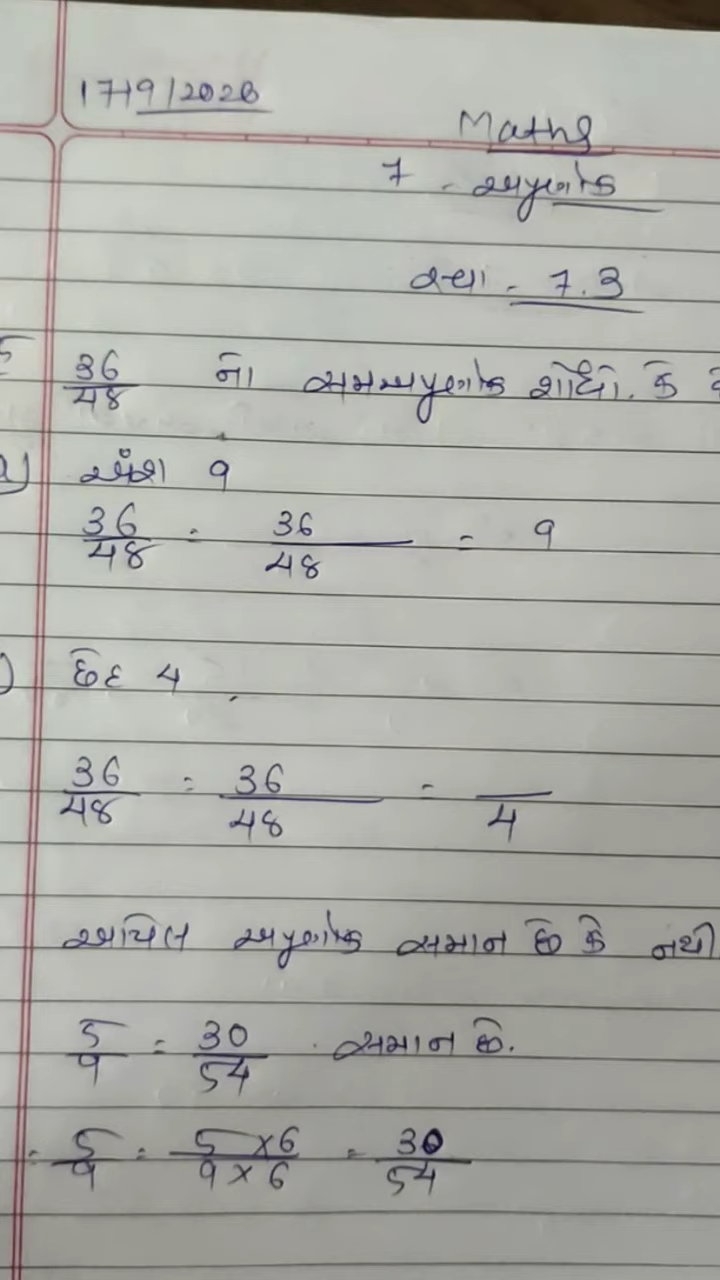 17/9/2020
Maths
7 - અપૂર્ણાંક
સ્વા - 7.3
36/48 ના સમઅપૂર્ણાંક શોધો. કે
અંશ 9
36/48 = 36/48 = 9
છેદ 4
36/48 = 36/48 = /4
આપેલ અપૂર્ણાંક સમાન છે કે નથી
5/9 = 30/54 . સમાન છે.
= 5/9 = 5×6/9×6 = 30/54